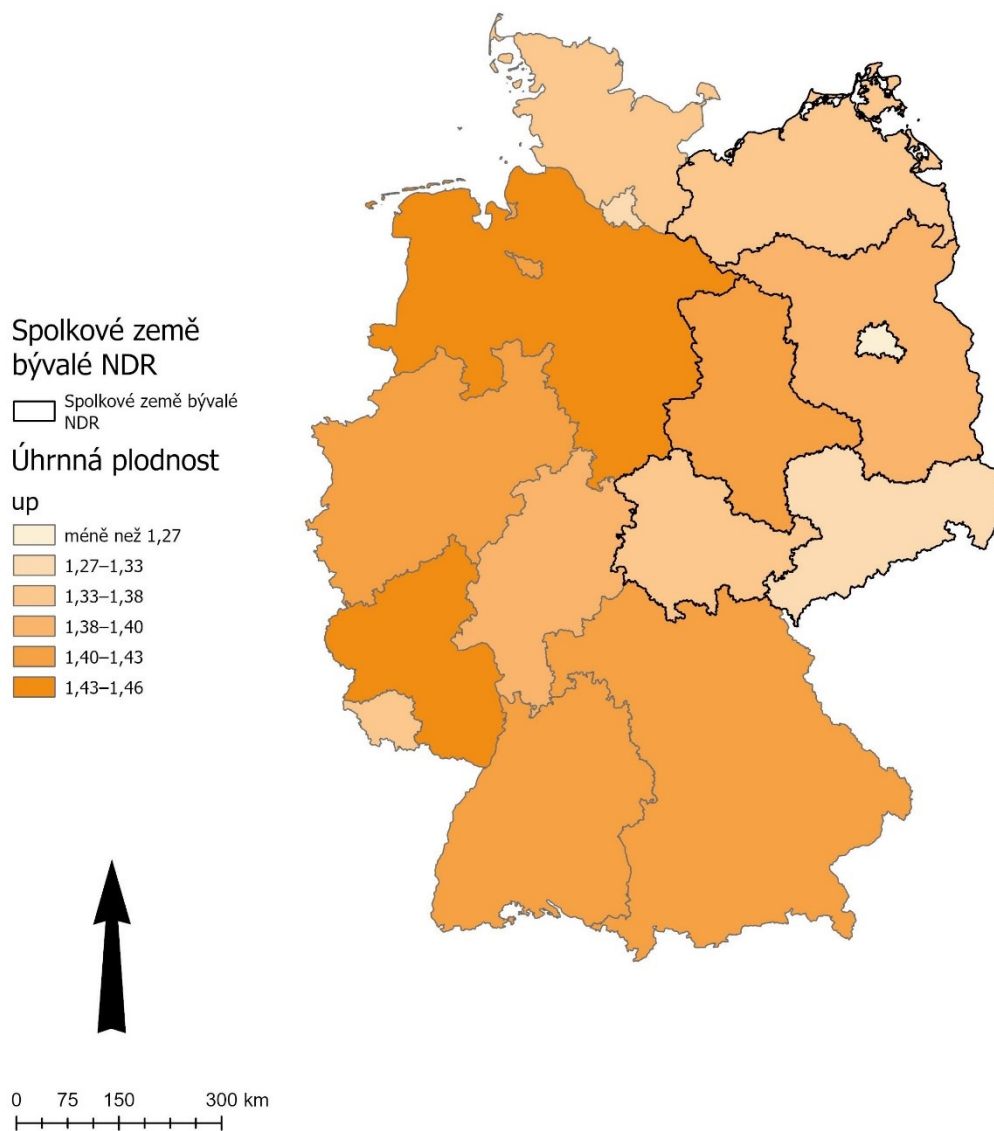 Spolkové země
bývalé NDR
Spolkové země bývalé
NDR
Úhrnná plodnost
up
méně než 1,27
1,27–1,33
1,33–1,38
1,38–1,40
1,40–1,43
1,43–1,46
0 75 150 300 km